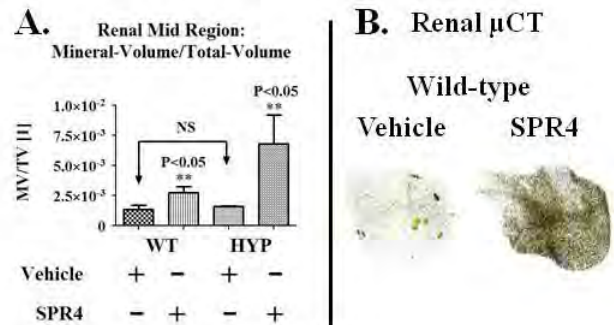 A.
Renal Mid Region:
Mineral-Volume/Total-Volume
P<0.05
**
NS
P<0.05
**
MV/TV [1]
1.0×10⁻²
7.5×10⁻³
5.0×10⁻³
2.5×10⁻³
0
WT HYP
Vehicle + − + −
SPR4 − + − +
B. Renal µCT
Wild-type
Vehicle SPR4